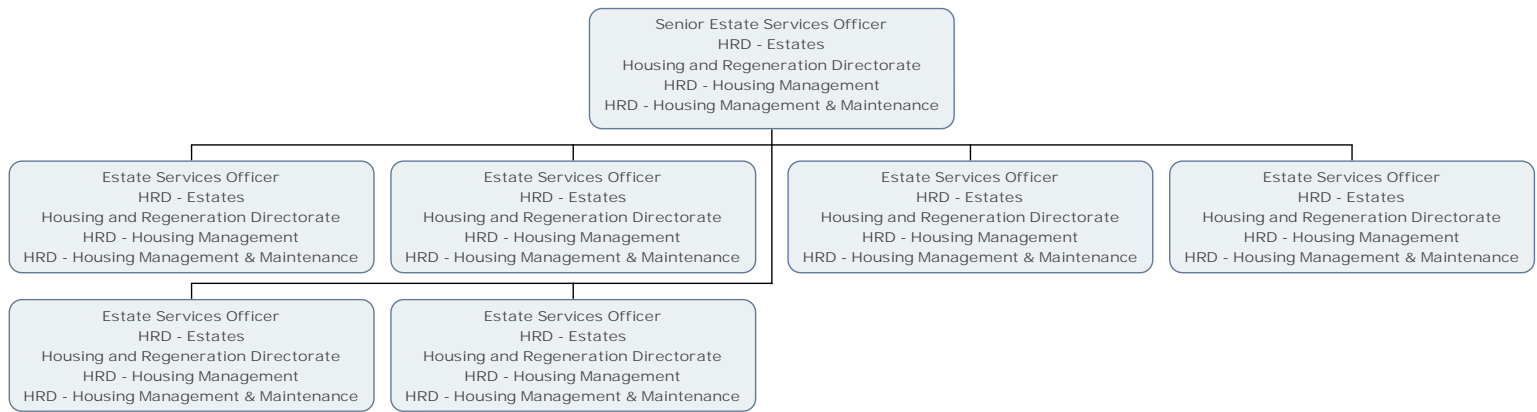 Senior Estate Services Officer
HRD - Estates
Housing and Regeneration Directorate
HRD - Housing Management
HRD - Housing Management & Maintenance
Estate Services Officer
HRD - Estates
Housing and Regeneration Directorate
HRD - Housing Management
HRD - Housing Management & Maintenance
Estate Services Officer
HRD - Estates
Housing and Regeneration Directorate
HRD - Housing Management
HRD - Housing Management & Maintenance
Estate Services Officer
HRD - Estates
Housing and Regeneration Directorate
HRD - Housing Management
HRD - Housing Management & Maintenance
Estate Services Officer
HRD - Estates
Housing and Regeneration Directorate
HRD - Housing Management
HRD - Housing Management & Maintenance
Estate Services Officer
HRD - Estates
Housing and Regeneration Directorate
HRD - Housing Management
HRD - Housing Management & Maintenance
Estate Services Officer
HRD - Estates
Housing and Regeneration Directorate
HRD - Housing Management
HRD - Housing Management & Maintenance